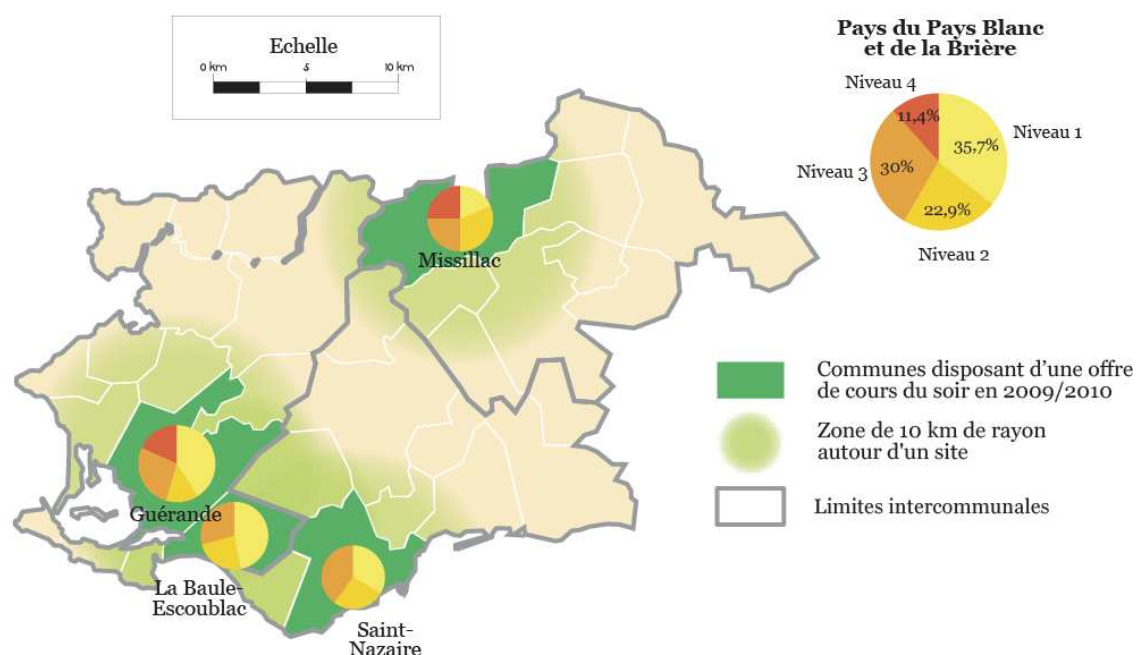 Echelle
0 km
5
10 km
Pays du Pays Blanc
et de la Brière
Niveau 4
11,4%
Niveau 1
35,7%
Niveau 3
30%
22,9%
Niveau 2
Missillac
Communes disposant d'une offre
de cours du soir en 2009/2010
Zone de 10 km de rayon
autour d'un site
Limites intercommunales
Guérande
La Baule-
Escoublac
Saint-
Nazaire